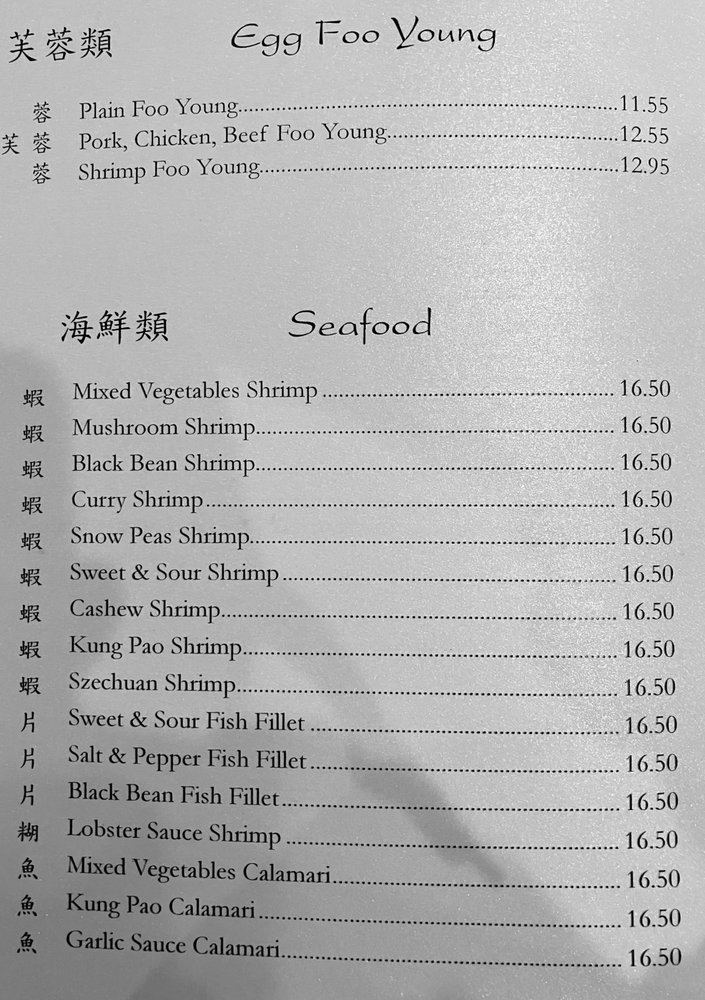 芙蓉類 Egg Foo Young
蓉 Plain Foo Young 11.55
芙蓉 Pork, Chicken, Beef Foo Young 12.55
蓉 Shrimp Foo Young 12.95
海鮮類 Seafood
蝦 Mixed Vegetables Shrimp 16.50
蝦 Mushroom Shrimp 16.50
蝦 Black Bean Shrimp 16.50
蝦 Curry Shrimp 16.50
蝦 Snow Peas Shrimp 16.50
蝦 Sweet & Sour Shrimp 16.50
蝦 Cashew Shrimp 16.50
蝦 Kung Pao Shrimp 16.50
蝦 Szechuan Shrimp 16.50
片 Sweet & Sour Fish Fillet 16.50
片 Salt & Pepper Fish Fillet 16.50
片 Black Bean Fish Fillet 16.50
糊 Lobster Sauce Shrimp 16.50
魚 Mixed Vegetables Calamari 16.50
魚 Kung Pao Calamari 16.50
魚 Garlic Sauce Calamari 16.50